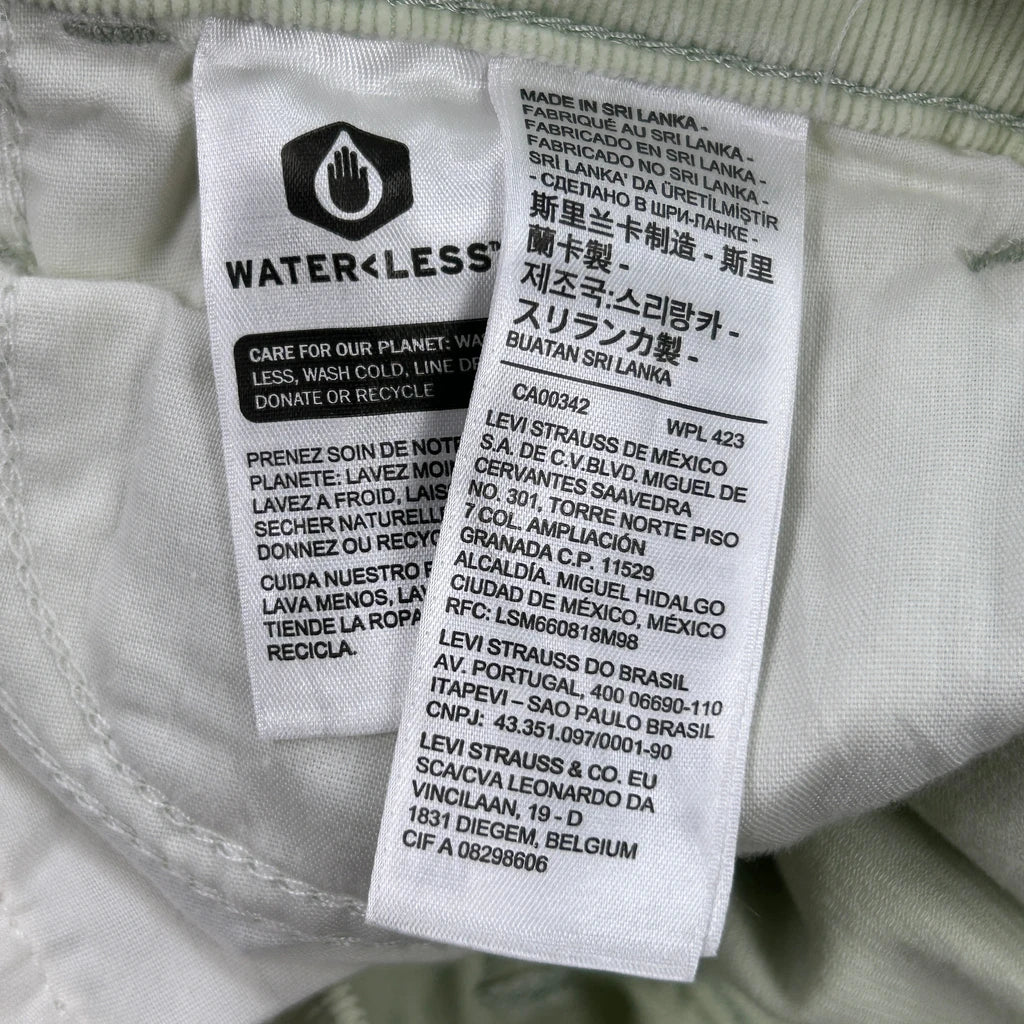 WATER<LESS™
CARE FOR OUR PLANET: WA
LESS, WASH COLD, LINE DR
DONATE OR RECYCLE
PRENEZ SOIN DE NOTR
PLANETE: LAVEZ MOI
LAVEZ A FROID, LAIS
SECHER NATURELLE
DONNEZ OU RECYC
CUIDA NUESTRO P
LAVA MENOS, LAV
TIENDE LA ROPA
RECICLA.
MADE IN SRI LANKA -
FABRIQUÉ AU SRI LANKA -
FABRICADO EN SRI LANKA -
FABRICADO NO SRI LANKA -
SRİ LANKA' DA ÜRETİLMİŞTİR
- СДЕЛАНО В ШРИ-ЛАНКЕ -
斯里兰卡制造 - 斯里
蘭卡製 -
제조국:스리랑카 -
スリランカ製 -
BUATAN SRI LANKA
CA00342 WPL 423
LEVI STRAUSS DE MÉXICO
S.A. DE C.V.BLVD. MIGUEL DE
CERVANTES SAAVEDRA
NO. 301, TORRE NORTE PISO
7 COL. AMPLIACIÓN
GRANADA C.P. 11529
ALCALDÍA. MIGUEL HIDALGO
CIUDAD DE MÉXICO, MÉXICO
RFC: LSM660818M98
LEVI STRAUSS DO BRASIL
AV. PORTUGAL, 400 06690-110
ITAPEVI – SAO PAULO BRASIL
CNPJ: 43.351.097/0001-90
LEVI STRAUSS & CO. EU
SCA/CVA LEONARDO DA
VINCILAAN, 19 - D
1831 DIEGEM, BELGIUM
CIF A 08298606